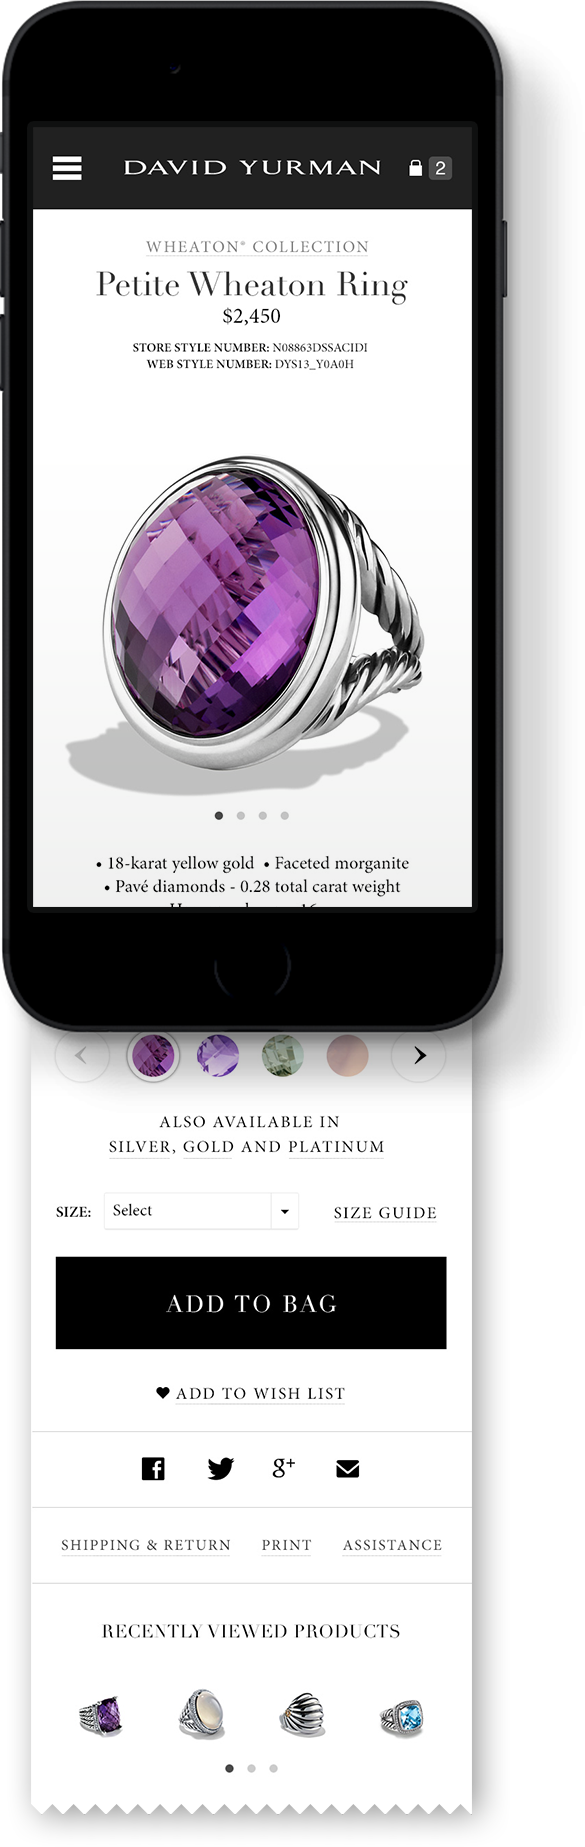 DAVID YURMAN 2
WHEATON® COLLECTION
Petite Wheaton Ring
$2,450
STORE STYLE NUMBER: N08863DSSACIDI
WEB STYLE NUMBER: DYS13_Y0A0H
• 18-karat yellow gold • Faceted morganite
• Pavé diamonds - 0.28 total carat weight
ALSO AVAILABLE IN
SILVER, GOLD AND PLATINUM
SIZE: Select SIZE GUIDE
ADD TO BAG
ADD TO WISH LIST
g+
SHIPPING & RETURN PRINT ASSISTANCE
RECENTLY VIEWED PRODUCTS